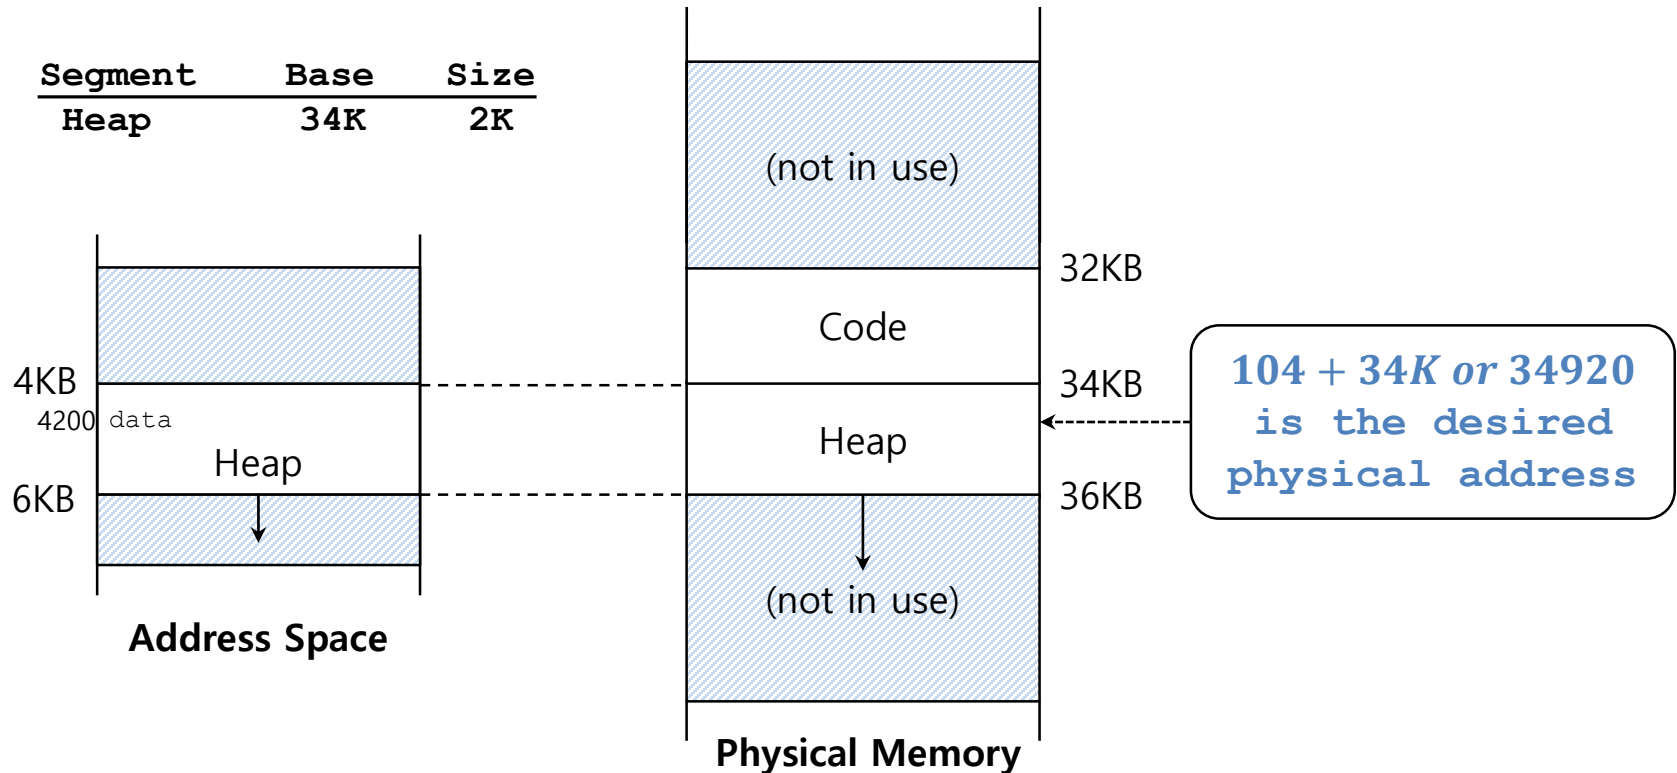 Segment Base Size
Heap 34K 2K
4KB
4200 data
Heap
6KB
Address Space
(not in use)
32KB
Code
34KB
Heap
36KB
(not in use)
Physical Memory
104 + 34K or 34920
is the desired
physical address